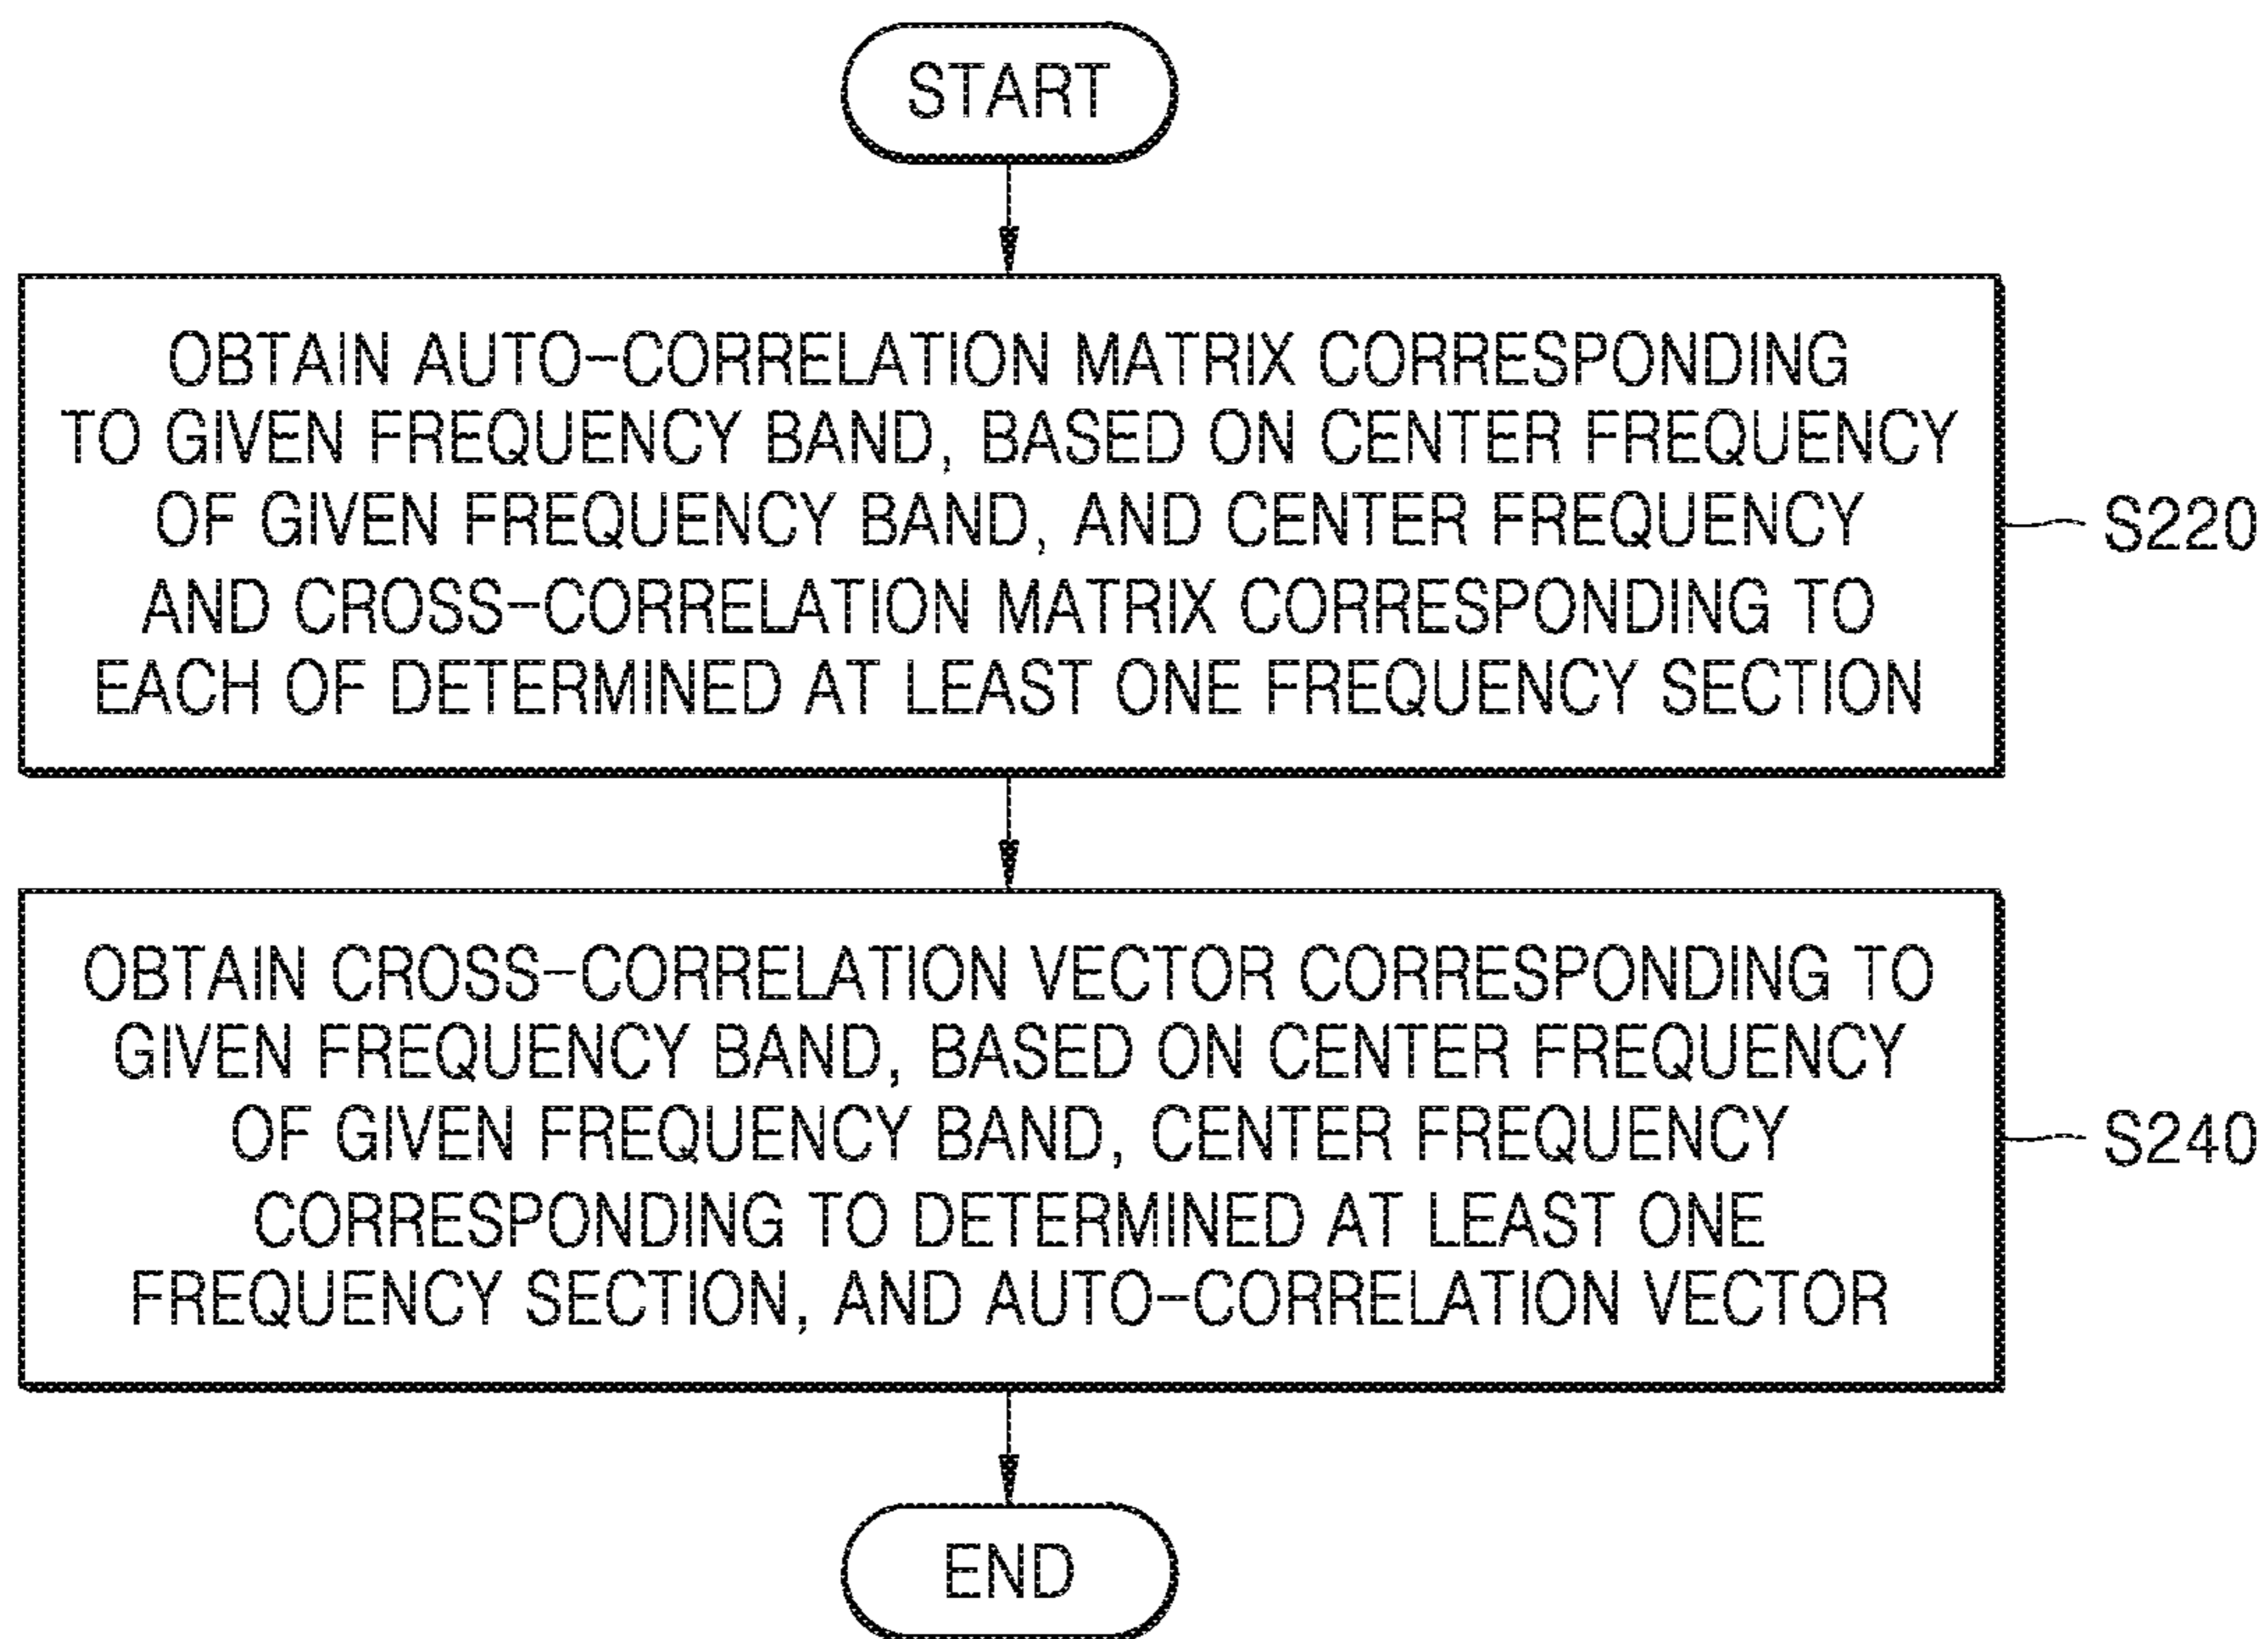 START
OBTAIN AUTO-CORRELATION MATRIX CORRESPONDING
TO GIVEN FREQUENCY BAND, BASED ON CENTER FREQUENCY
OF GIVEN FREQUENCY BAND, AND CENTER FREQUENCY
AND CROSS-CORRELATION MATRIX CORRESPONDING TO
EACH OF DETERMINED AT LEAST ONE FREQUENCY SECTION
S220
OBTAIN CROSS-CORRELATION VECTOR CORRESPONDING TO
GIVEN FREQUENCY BAND, BASED ON CENTER FREQUENCY
OF GIVEN FREQUENCY BAND, CENTER FREQUENCY
CORRESPONDING TO DETERMINED AT LEAST ONE
FREQUENCY SECTION, AND AUTO-CORRELATION VECTOR
S240
END